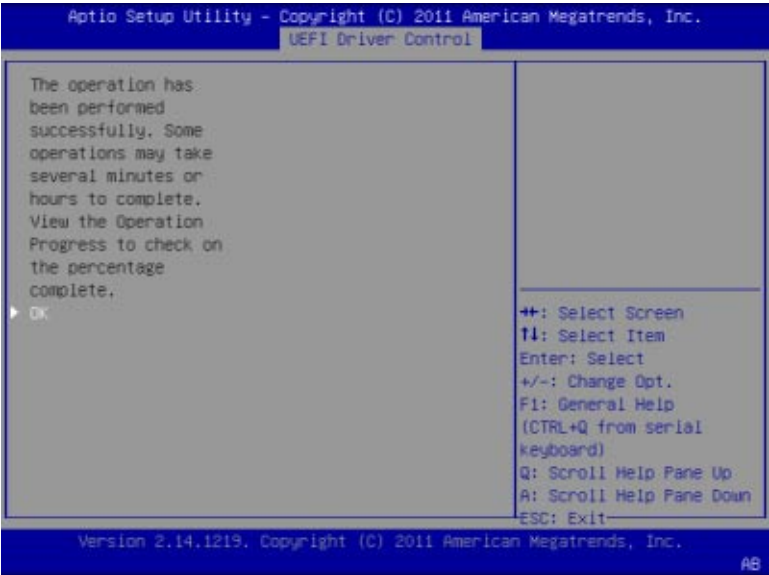 Aptio Setup Utility - Copyright (C) 2011 American Megatrends, Inc.
UEFI Driver Control
The operation has
been performed
successfully. Some
operations may take
several minutes or
hours to complete.
View the Operation
Progress to check on
the percentage
complete.
OK
→←: Select Screen
↑↓: Select Item
Enter: Select
+/-: Change Opt.
F1: General Help
(CTRL+Q from serial
keyboard)
Q: Scroll Help Pane Up
A: Scroll Help Pane Down
ESC: Exit
Version 2.14.1219. Copyright (C) 2011 American Megatrends, Inc.
AB